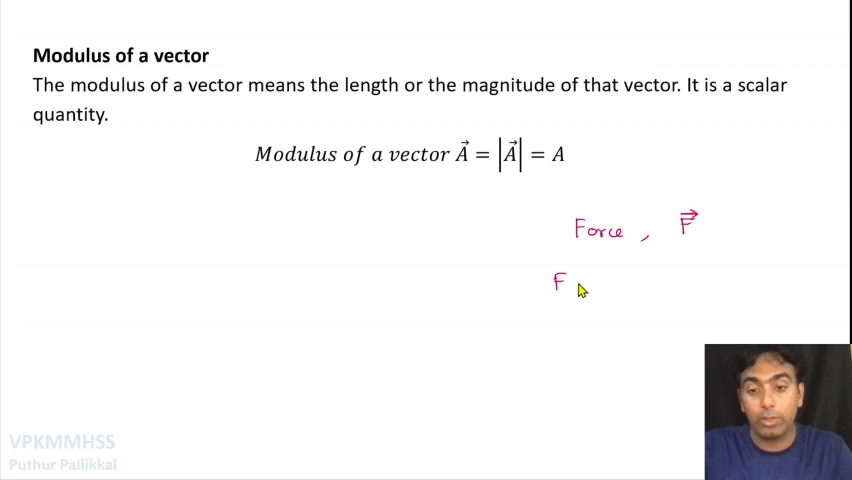 Modulus of a vector
The modulus of a vector means the length or the magnitude of that vector. It is a scalar
quantity.
Modulus of a vector A⃗ = |A⃗| = A
Force , F⃗
F
VPKMMHSS
Puthur Pallikkal